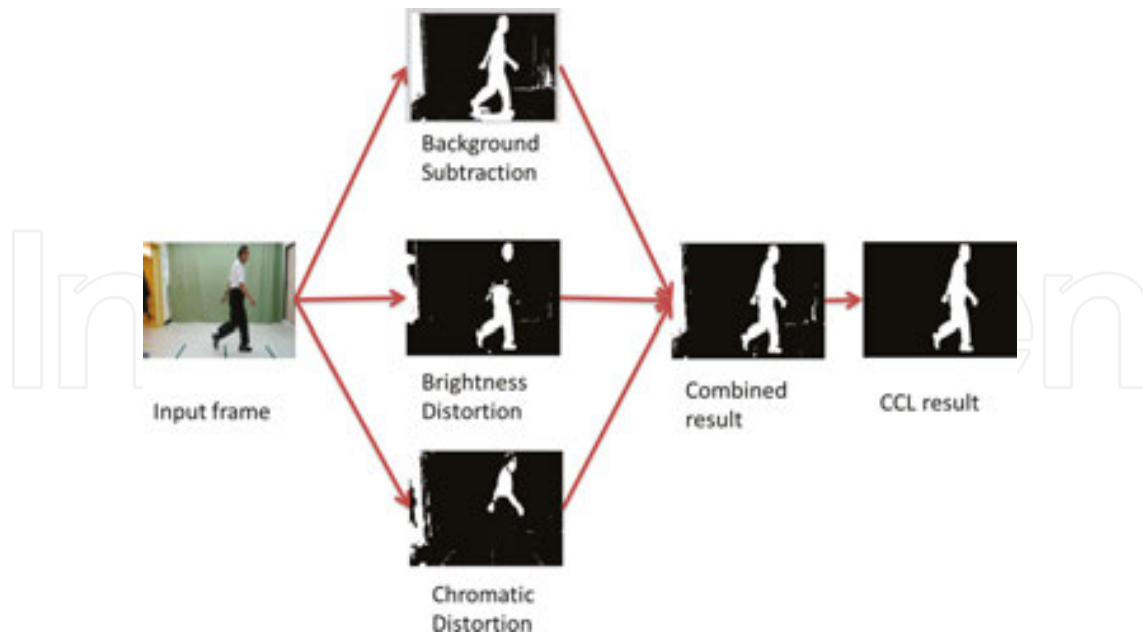 Background
Subtraction
Input frame
Brightness
Distortion
Combined
result
CCL result
Chromatic
Distortion